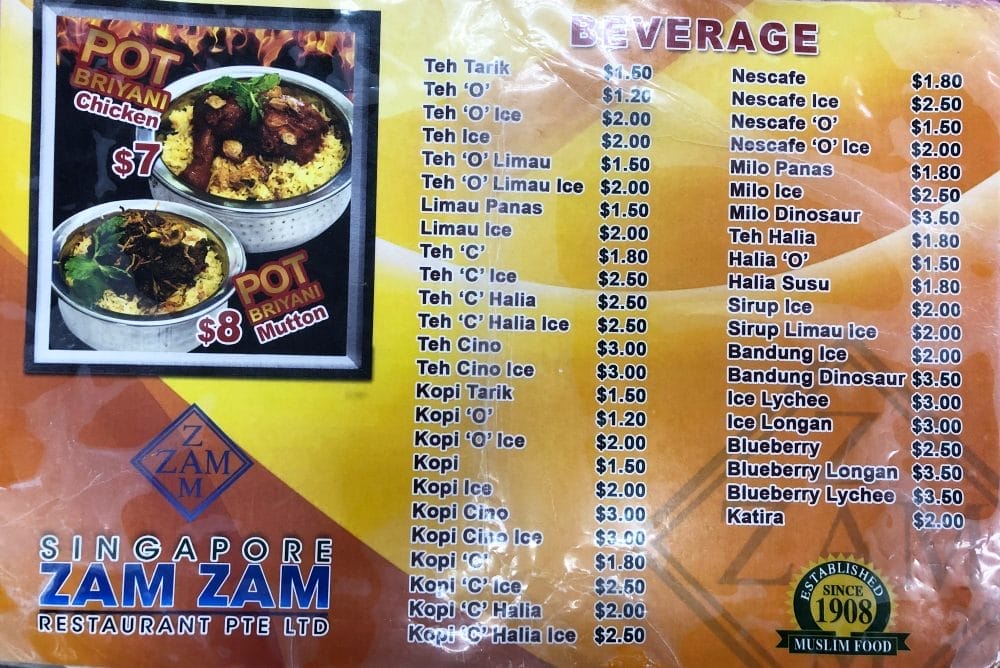 POT
BRIYANI
Chicken
$7
POT
BRIYANI
$8 Mutton
Z
ZAM
M
SINGAPORE
ZAM ZAM
RESTAURANT PTE LTD
BEVERAGE
Teh Tarik $1.50
Teh 'O' $1.20
Teh 'O' Ice $2.00
Teh Ice $2.00
Teh 'O' Limau $1.50
Teh 'O' Limau Ice $2.00
Limau Panas $1.50
Limau Ice $2.00
Teh 'C' $1.80
Teh 'C' Ice $2.50
Teh 'C' Halia $2.50
Teh 'C' Halia Ice $2.50
Teh Cino $3.00
Teh Cino Ice $3.00
Kopi Tarik $1.50
Kopi 'O' $1.20
Kopi 'O' Ice $2.00
Kopi $1.50
Kopi Ice $2.00
Kopi Cino $3.00
Kopi Cino Ice $3.00
Kopi 'C' $1.80
Kopi 'C' Ice $2.50
Kopi 'C' Halia $2.00
Kopi 'C' Halia Ice $2.50
Nescafe $1.80
Nescafe Ice $2.50
Nescafe 'O' $1.50
Nescafe 'O' Ice $2.00
Milo Panas $1.80
Milo Ice $2.50
Milo Dinosaur $3.50
Teh Halia $1.80
Halia 'O' $1.50
Halia Susu $1.80
Sirup Ice $2.00
Sirup Limau Ice $2.00
Bandung Ice $2.00
Bandung Dinosaur $3.50
Ice Lychee $3.00
Ice Longan $3.00
Blueberry $2.50
Blueberry Longan $3.50
Blueberry Lychee $3.50
Katira $2.00
Z
ZAM
ESTABLISHED
SINCE
1908
MUSLIM FOOD